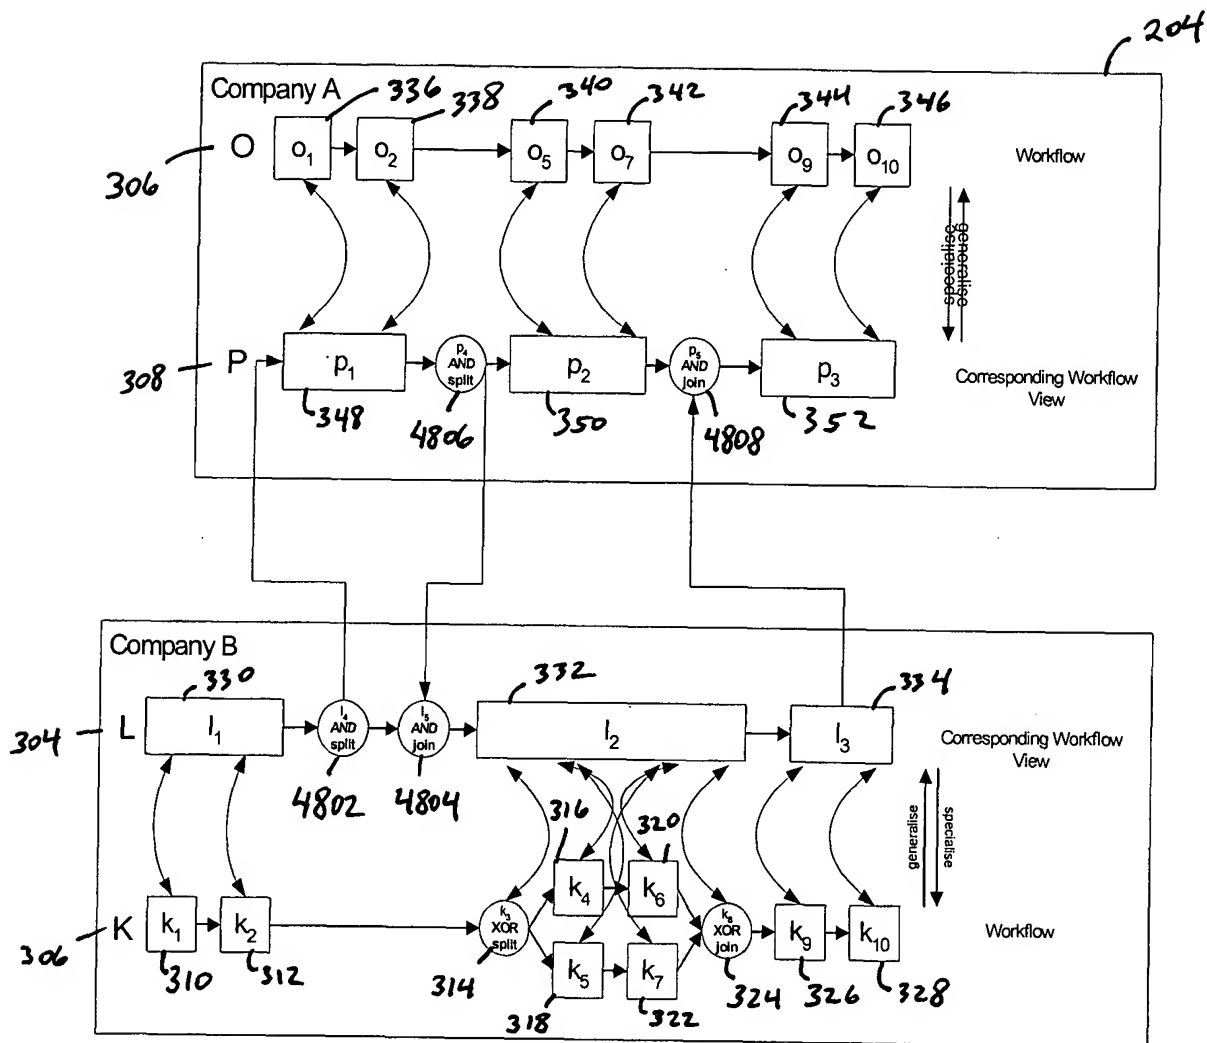 204
Company A
336 338 340 342 344 346
O o1 o2 o5 o7 o9 o10 Workflow
306
generalise
specialise
308 P p1 p4 AND split p2 p5 AND join p3
Corresponding Workflow View
348 4806 350 4808 352
Company B
330 332 334
304 L l1 l4 AND split l5 AND join l2 l3
Corresponding Workflow View
4802 4804 316 320
generalise
specialise
k4 k6
306 K k1 k2 k3 XOR split k8 XOR join k9 k10 Workflow
k5 k7
310 312 314 318 322 324 326 328